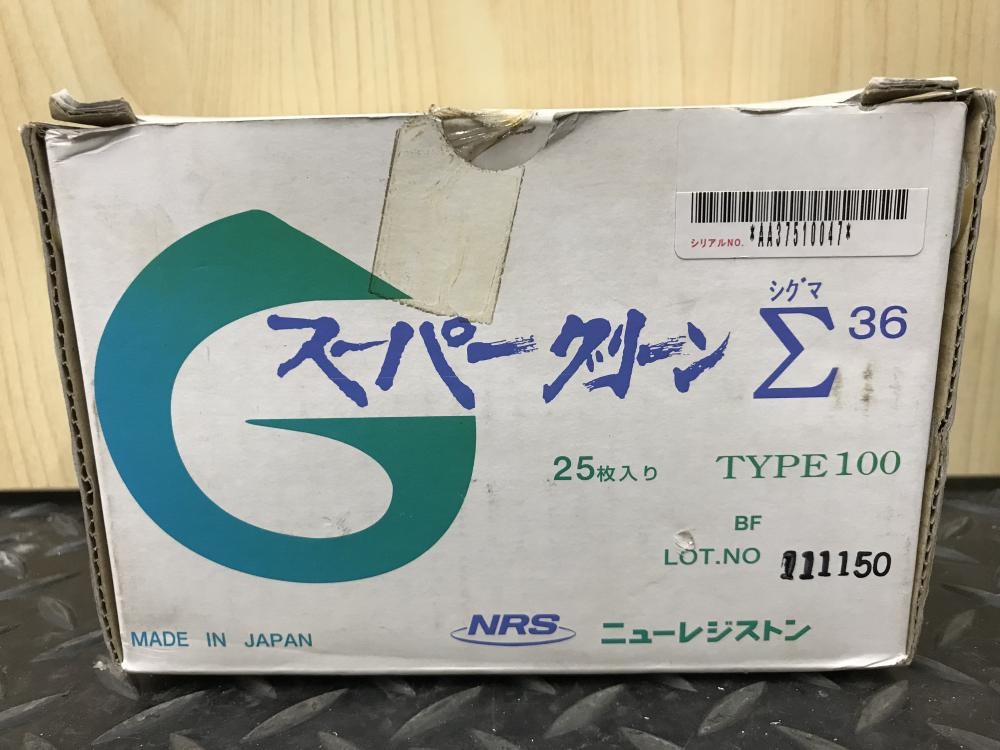 シリアルNO. *AA37510047*
シグマ
スーパーグリーン Σ 36
25枚入り TYPE 100
BF
LOT.NO 111150
MADE IN JAPAN NRS ニューレジストン